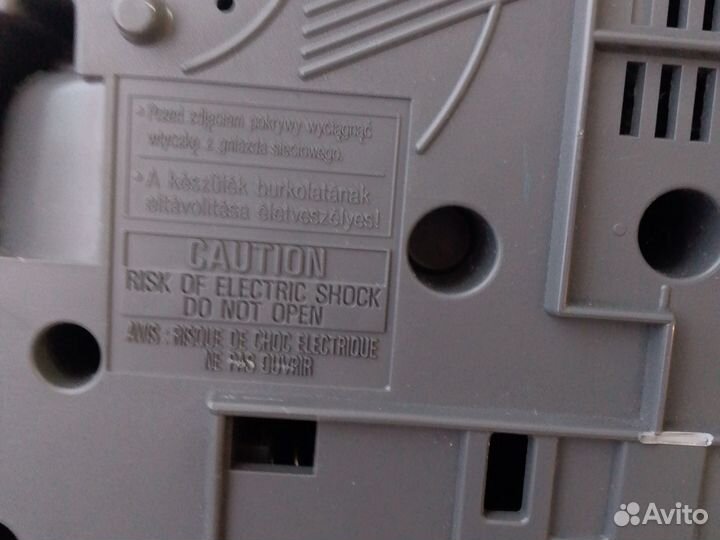 • Przed zdjęciem pokrywy wyciągnąć
wtyczkę z gniazda sieciowego.
• A készülék burkolatának
eltávolitása életveszélyes!
CAUTION
RISK OF ELECTRIC SHOCK
DO NOT OPEN
AVIS : RISQUE DE CHOC ELECTRIQUE
NE PAS OUVRIR
Avito